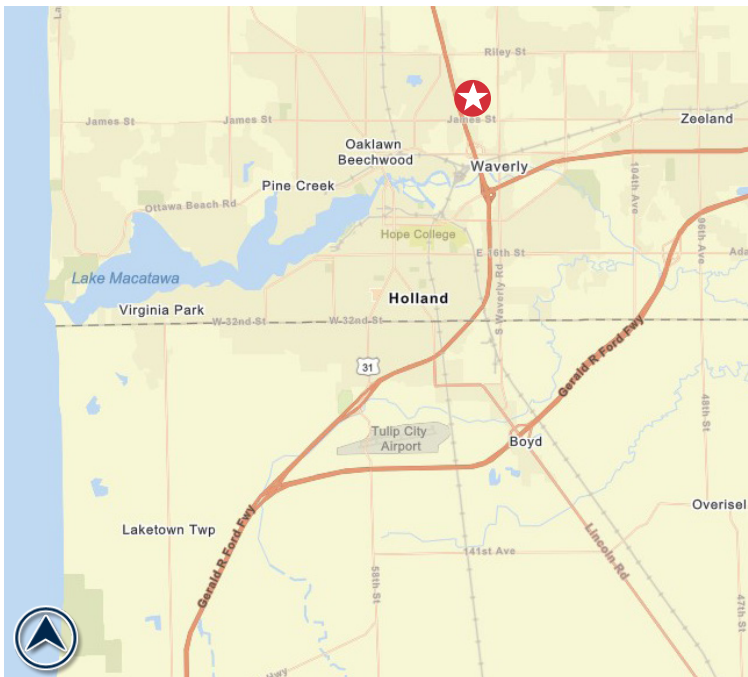 La
Riley St
James St
James St
James St
Zeeland
Oaklawn
Beechwood
Waverly
Pine Creek
104th Ave
96th Ave
Ottawa Beach Rd
Hope College
E 16th St
Ada
Lake Macatawa
Holland
S Waverly Rd
Virginia Park
W 32nd St
W 32nd St
Gerald R Ford Fwy
31
48th St
Tulip City
Airport
Boyd
Overisel
Laketown Twp
Gerald R Ford Fwy
Lincoln Rd
141st Ave
58th St
47th St
Hwy